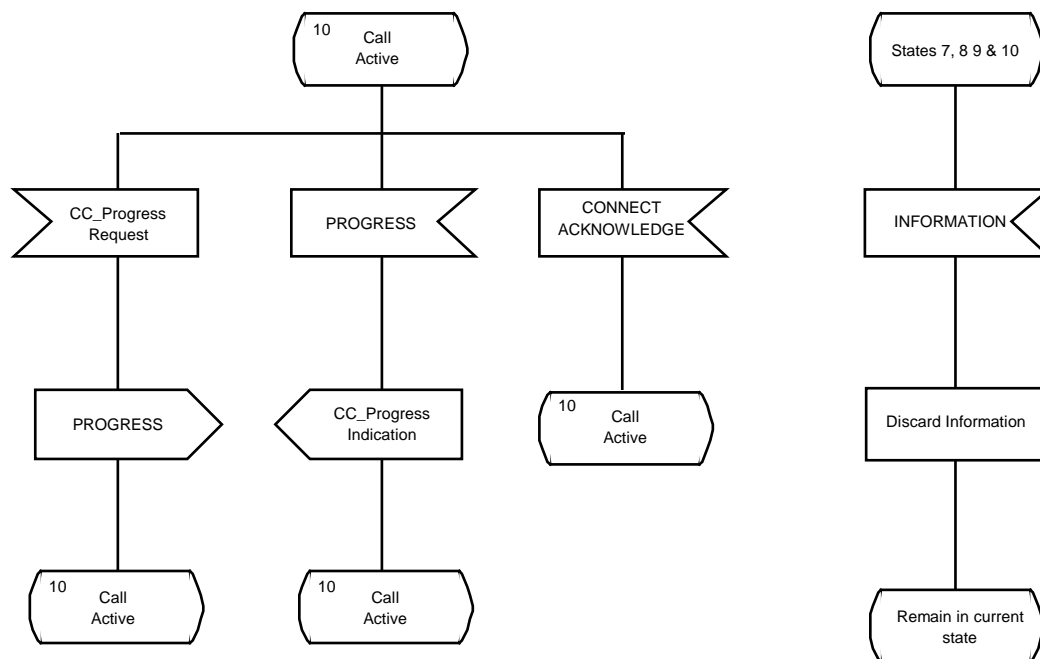 10
Call
Active
States 7, 8 9 & 10
CC_Progress
Request
PROGRESS
CONNECT
ACKNOWLEDGE
INFORMATION
PROGRESS
CC_Progress
Indication
10
Call
Active
Discard Information
10
Call
Active
10
Call
Active
Remain in current
state